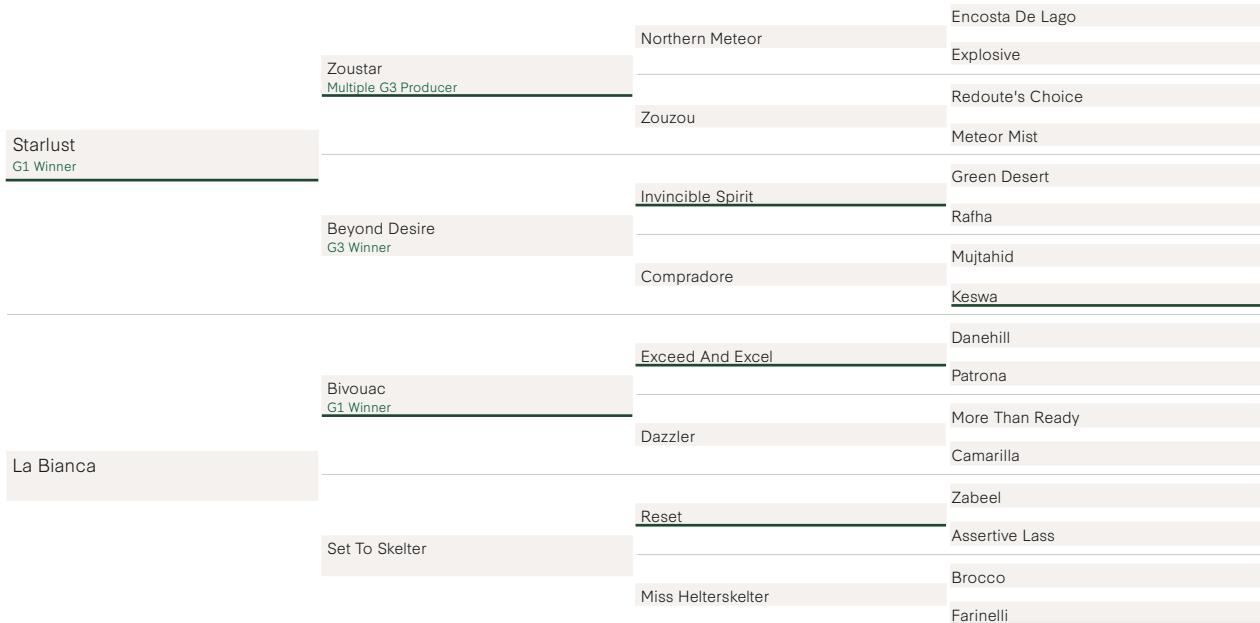 Starlust
G1 Winner
La Bianca
Zoustar
Multiple G3 Producer
Beyond Desire
G3 Winner
Bivouac
G1 Winner
Set To Skelter
Northern Meteor
Zouzou
Invincible Spirit
Compradore
Exceed And Excel
Dazzler
Reset
Miss Helterskelter
Encosta De Lago
Explosive
Redoute's Choice
Meteor Mist
Green Desert
Rafha
Mujtahid
Keswa
Danehill
Patrona
More Than Ready
Camarilla
Zabeel
Assertive Lass
Brocco
Farinelli